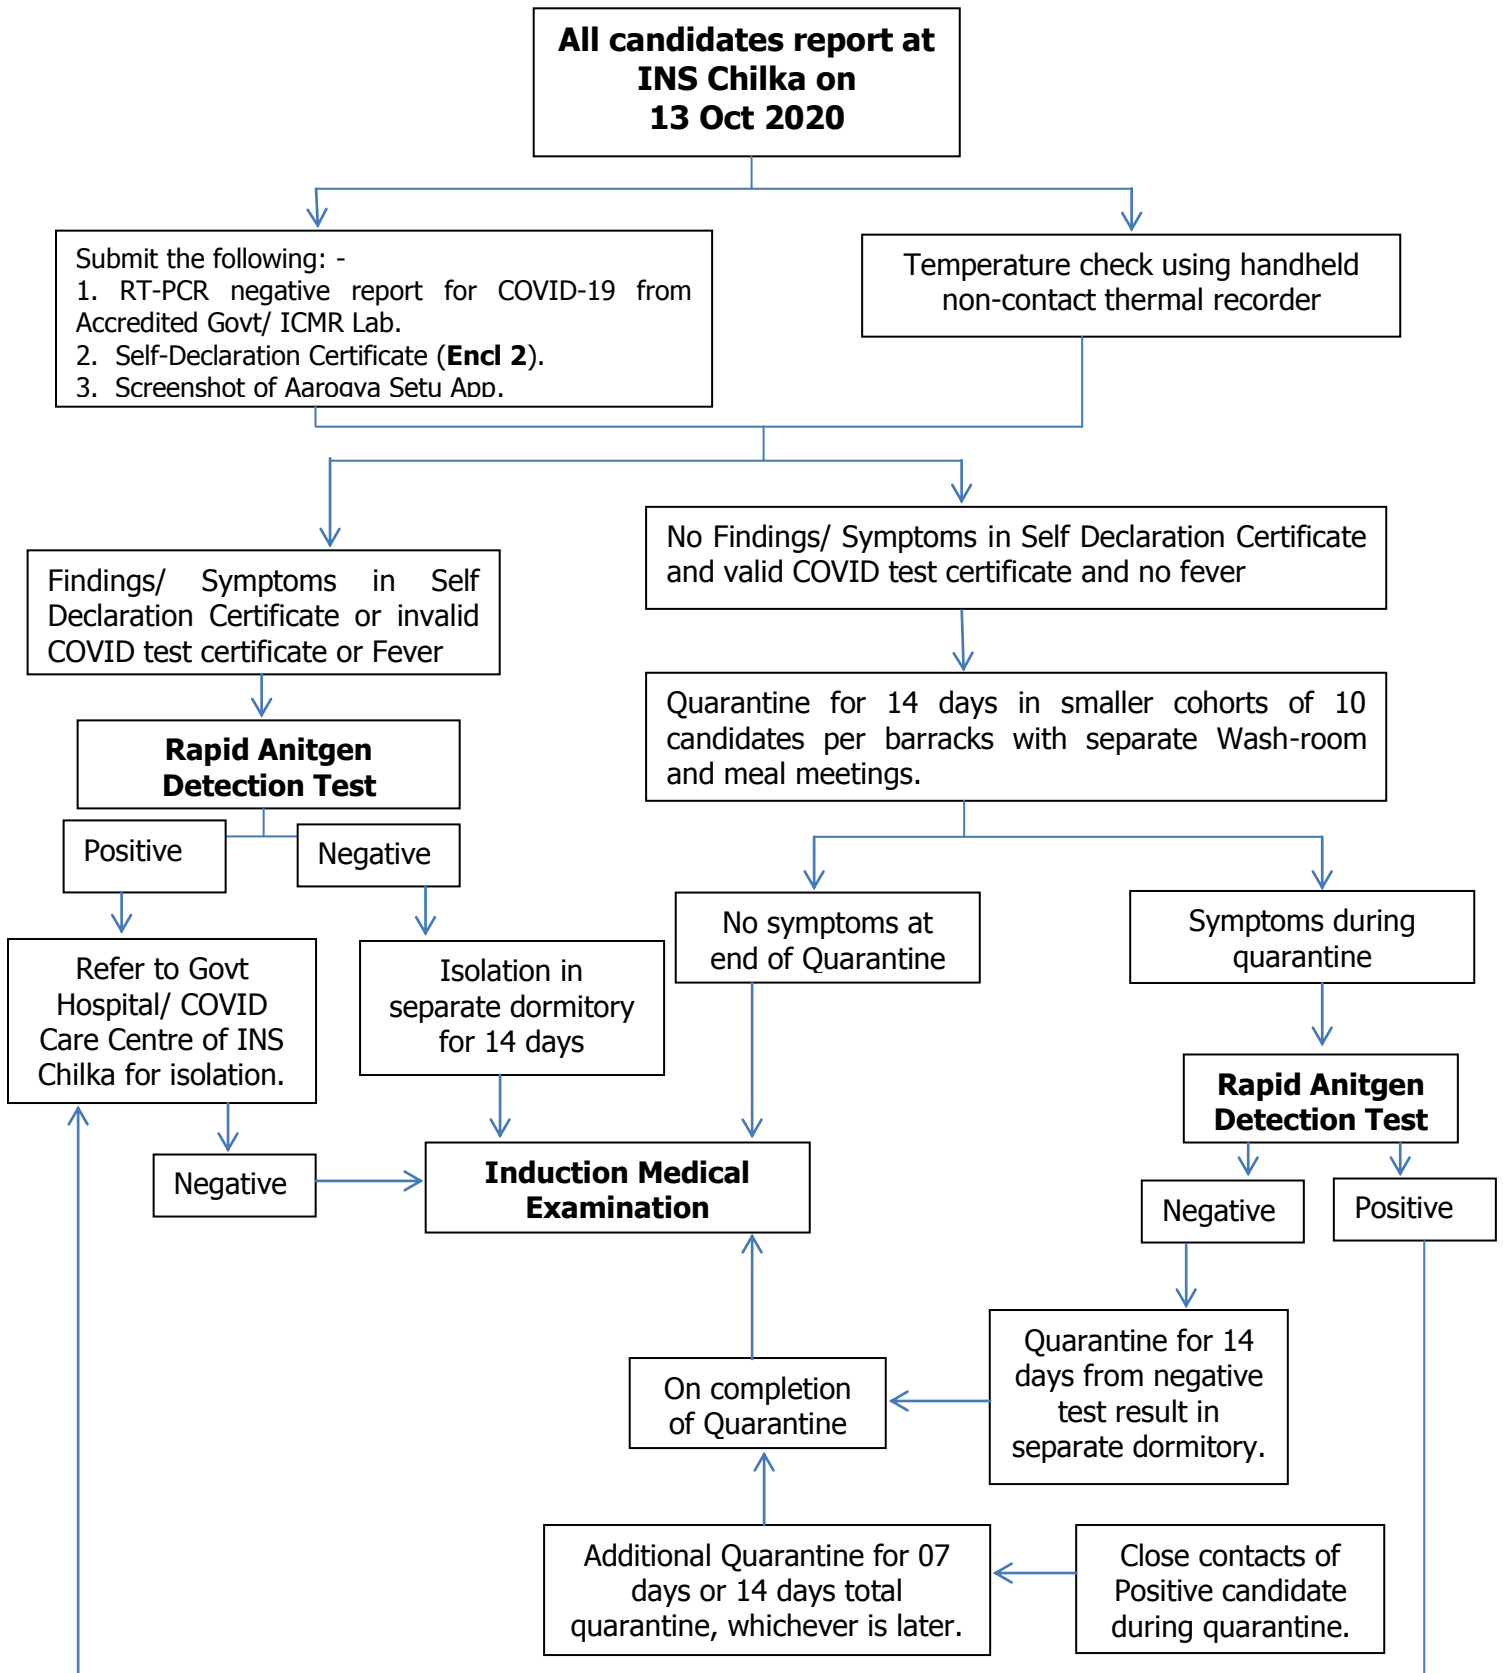 All candidates report at
INS Chilka on
13 Oct 2020
Submit the following: -
1. RT-PCR negative report for COVID-19 from
Accredited Govt/ ICMR Lab.
2. Self-Declaration Certificate (Encl 2).
3. Screenshot of Aarogya Setu App.
Temperature check using handheld
non-contact thermal recorder
Findings/ Symptoms in Self
Declaration Certificate or invalid
COVID test certificate or Fever
No Findings/ Symptoms in Self Declaration Certificate
and valid COVID test certificate and no fever
Rapid Anitgen
Detection Test
Quarantine for 14 days in smaller cohorts of 10
candidates per barracks with separate Wash-room
and meal meetings.
Positive
Negative
No symptoms at
end of Quarantine
Symptoms during
quarantine
Refer to Govt
Hospital/ COVID
Care Centre of INS
Chilka for isolation.
Isolation in
separate dormitory
for 14 days
Rapid Anitgen
Detection Test
Negative
Induction Medical
Examination
Negative
Positive
Quarantine for 14
days from negative
test result in
separate dormitory.
On completion
of Quarantine
Additional Quarantine for 07
days or 14 days total
quarantine, whichever is later.
Close contacts of
Positive candidate
during quarantine.